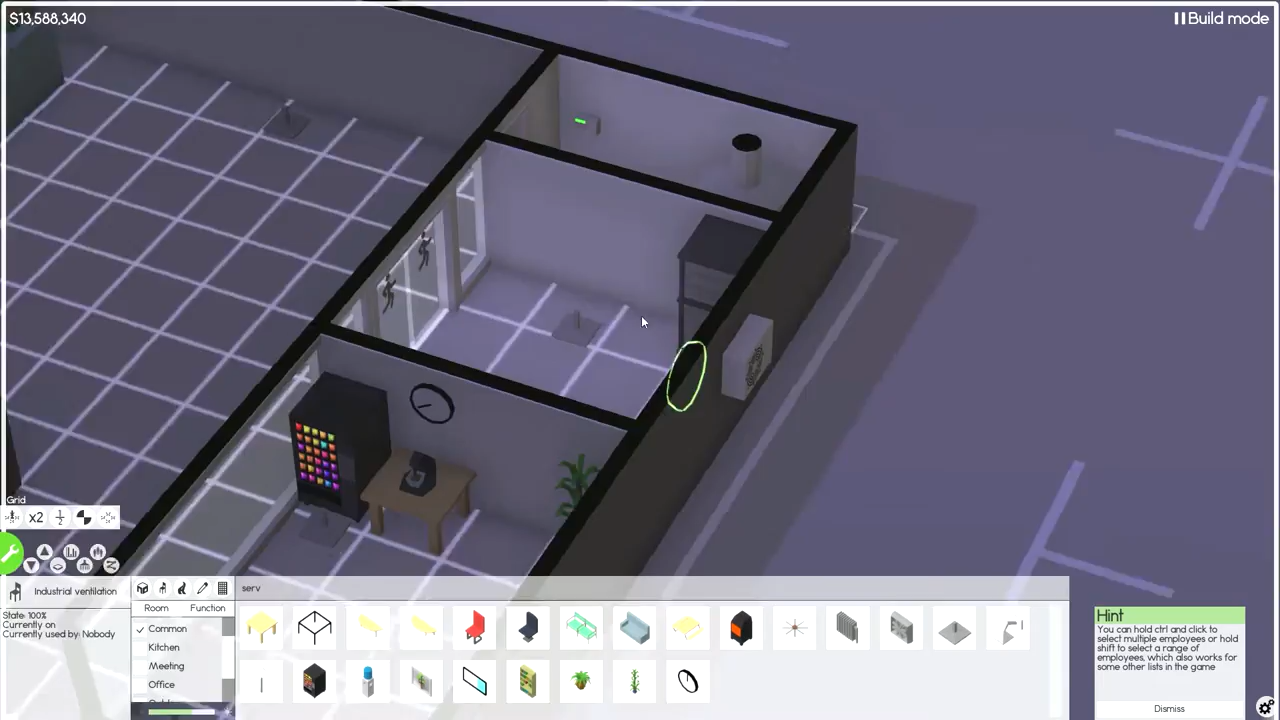 $13,588,340
Build mode
Grid
x2
Industrial ventilation
State: 100%
Currently on
Currently used by: Nobody
Room
Function
Common
Kitchen
Meeting
Office
serv
Hint
You can hold ctrl and click to
select multiple employees or hold
shift to select a range of
employees, which also works for
some other lists in the game
Dismiss